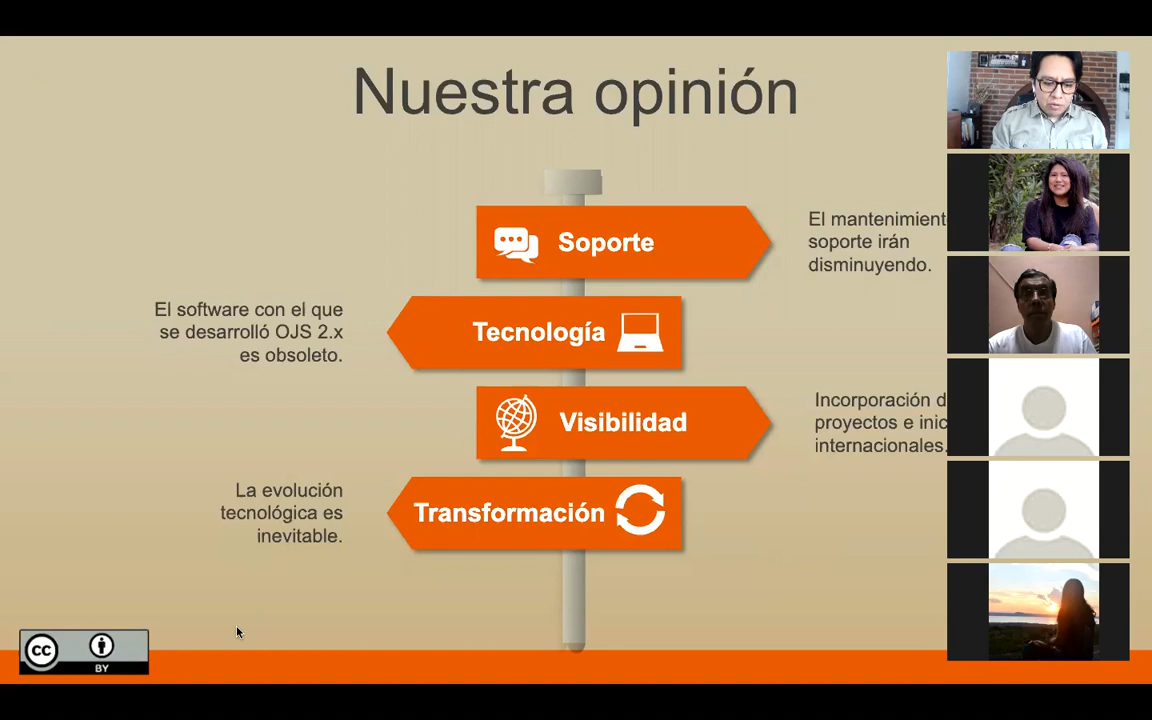 Nuestra opinión
Soporte
El mantenimient
soporte irán
disminuyendo.
El software con el que
se desarrolló OJS 2.x
es obsoleto.
Tecnología
Visibilidad
Incorporación d
proyectos e inic
internacionales.
La evolución
tecnológica es
inevitable.
Transformación
CC
BY